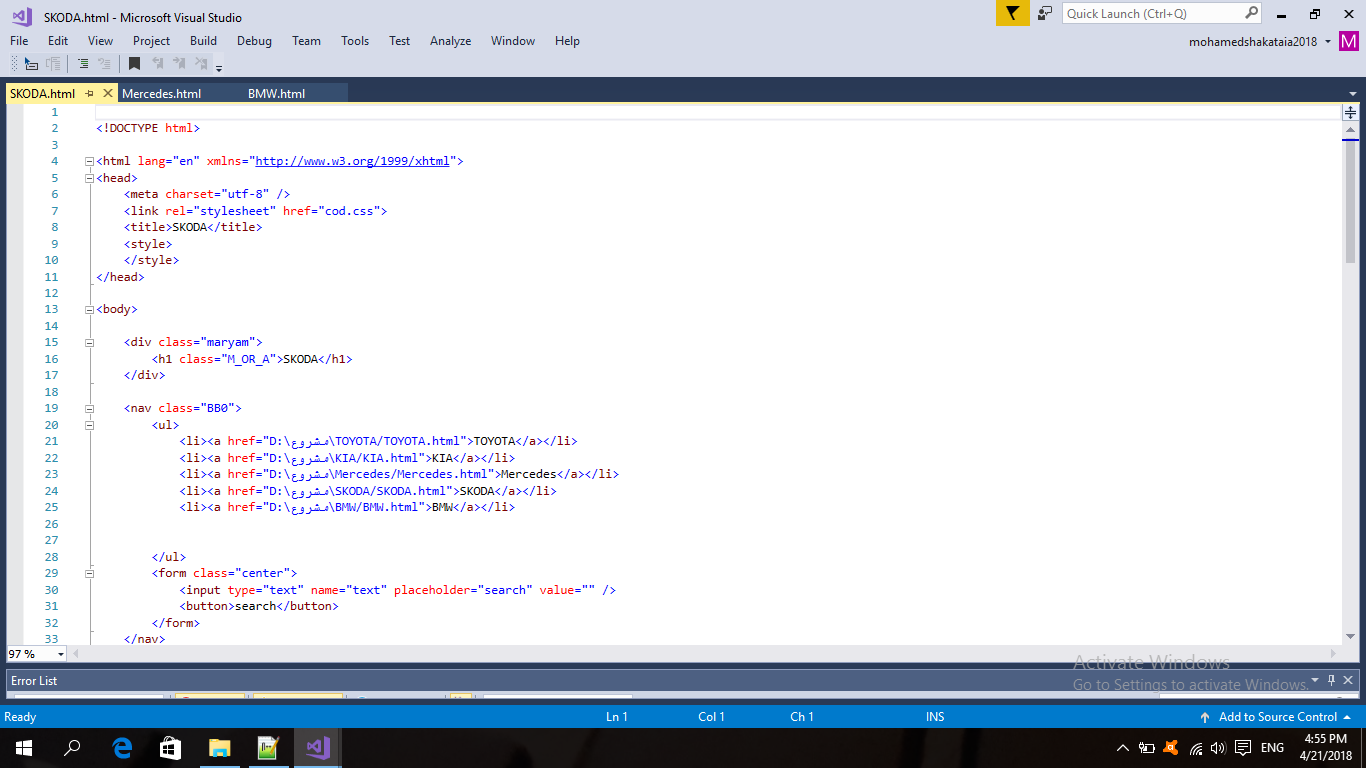 SKODA.html - Microsoft Visual Studio
Quick Launch (Ctrl+Q)
File Edit View Project Build Debug Team Tools Test Analyze Window Help
mohamedshakataia2018 M
SKODA.html Mercedes.html BMW.html
1
2 <!DOCTYPE html>
3
4 <html lang="en" xmlns="http://www.w3.org/1999/xhtml">
5 <head>
6 <meta charset="utf-8" />
7 <link rel="stylesheet" href="cod.css">
8 <title>SKODA</title>
9 <style>
10 </style>
11 </head>
12
13 <body>
14
15 <div class="maryam">
16 <h1 class="M_OR_A">SKODA</h1>
17 </div>
18
19 <nav class="BB0">
20 <ul>
21 <li><a href="D:\مشروع\TOYOTA/TOYOTA.html">TOYOTA</a></li>
22 <li><a href="D:\مشروع\KIA/KIA.html">KIA</a></li>
23 <li><a href="D:\مشروع\Mercedes/Mercedes.html">Mercedes</a></li>
24 <li><a href="D:\مشروع\SKODA/SKODA.html">SKODA</a></li>
25 <li><a href="D:\مشروع\BMW/BMW.html">BMW</a></li>
26
27
28 </ul>
29 <form class="center">
30 <input type="text" name="text" placeholder="search" value="" />
31 <button>search</button>
32 </form>
33 </nav>
97 %
Activate Windows
Go to Settings to activate Windows.
Error List
Ready Ln 1 Col 1 Ch 1 INS Add to Source Control
ENG
4:55 PM
4/21/2018